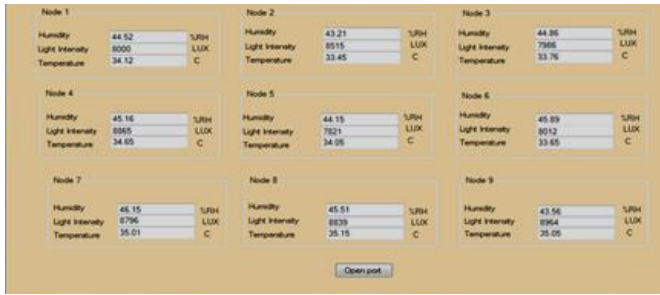 Node 1
Humidity 44.52 %RH
Light Intensity 8000 LUX
Temperature 34.12 C
Node 2
Humidity 43.21 %RH
Light Intensity 8515 LUX
Temperature 33.45 C
Node 3
Humidity 44.86 %RH
Light Intensity 7986 LUX
Temperature 33.76 C
Node 4
Humidity 45.16 %RH
Light Intensity 8865 LUX
Temperature 34.65 C
Node 5
Humidity 44.15 %RH
Light Intensity 7821 LUX
Temperature 34.05 C
Node 6
Humidity 45.89 %RH
Light Intensity 8012 LUX
Temperature 33.65 C
Node 7
Humidity 46.15 %RH
Light Intensity 8796 LUX
Temperature 35.01 C
Node 8
Humidity 45.51 %RH
Light Intensity 8839 LUX
Temperature 35.15 C
Node 9
Humidity 43.56 %RH
Light Intensity 8964 LUX
Temperature 35.05 C
Open port